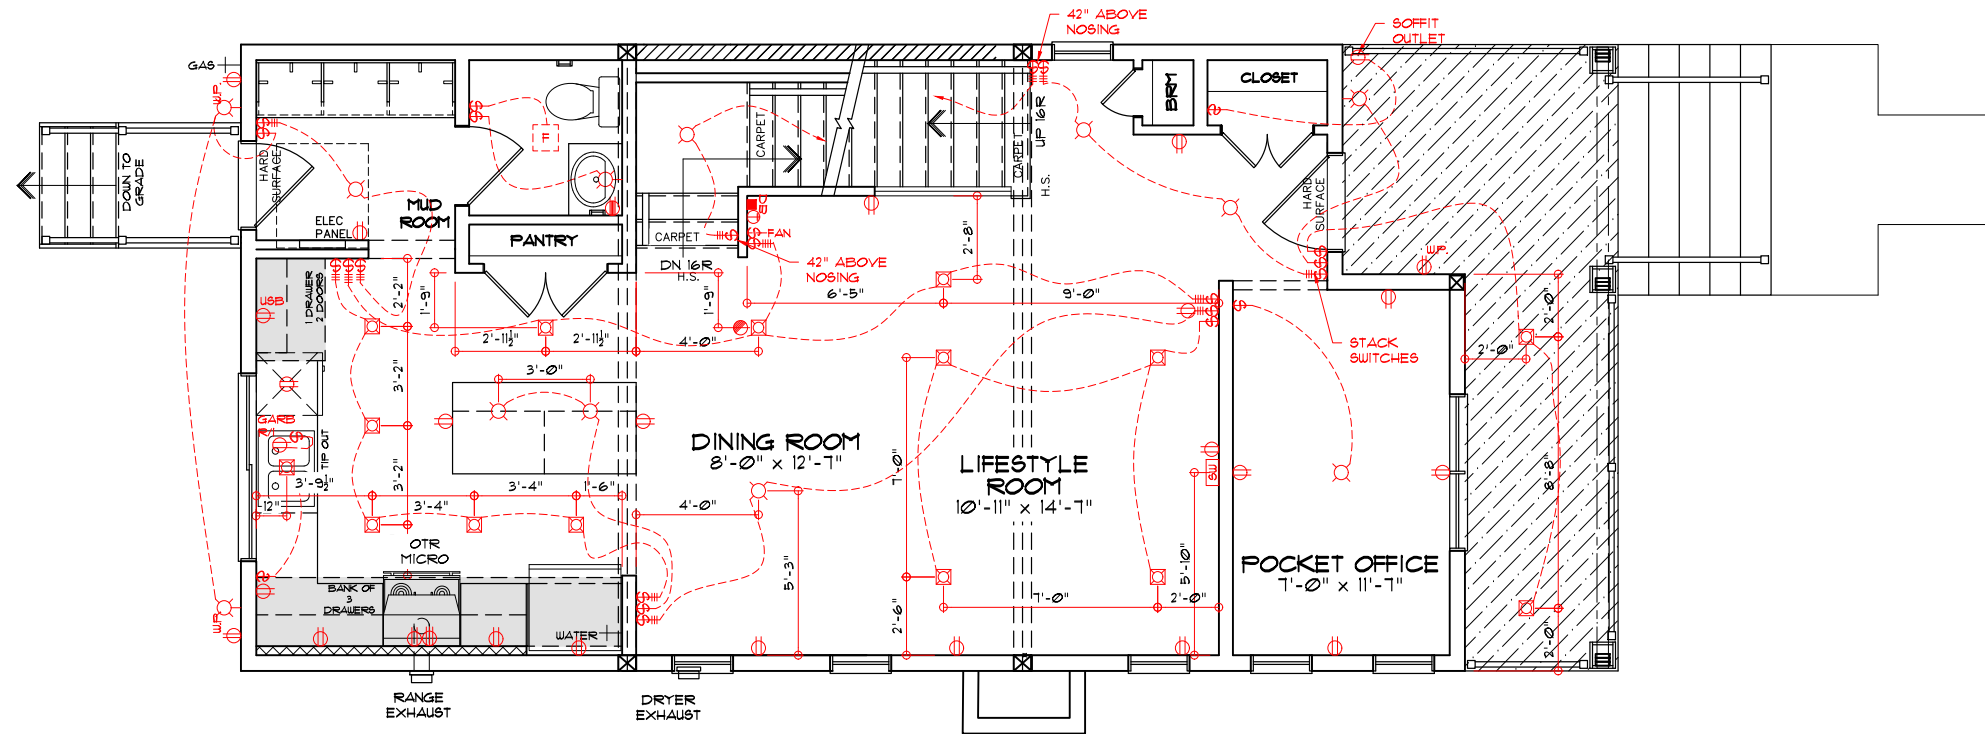 42" ABOVE
NOSING
SOFFIT
OUTLET
GAS
WP
CLOSET
BRM
UP 16R
CARPET
CARPET
H.S.
HARD
SURFACE
HARD
SURFACE
DOWN TO
GRADE
F
MUD
ROOM
ELEC
PANEL
PANTRY
CARPET
DN 16R
H.S.
FAN
42" ABOVE
NOSING
WP
2'-8"
6'-5"
9'-0"
1 DRAWER
2 DOORS
USB
2'-2"
1'-9"
1'-9"
2'-11½"
2'-11½"
4'-0"
STACK
SWITCHES
2'-0"
2'-0"
3'-2"
3'-0"
GARB
TIP OUT
DINING ROOM
8'-0" x 12'-7"
LIFESTYLE
ROOM
10'-11" x 14'-7"
7'-0"
SW
3'-2"
3'-9½"
12"
3'-4"
3'-4"
1'-6"
4'-0"
8'-8"
OTR
MICRO
5'-3"
5'-10"
POCKET OFFICE
7'-0" x 11'-7"
BANK OF
3
DRAWERS
WP
WATER
2'-6"
7'-0"
2'-0"
2'-0"
RANGE
EXHAUST
DRYER
EXHAUST